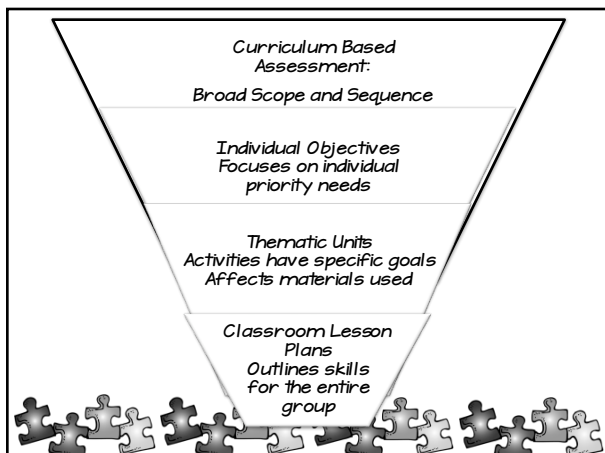 Curriculum Based
Assessment:
Broad Scope and Sequence
Individual Objectives
Focuses on individual
priority needs
Thematic Units
Activities have specific goals
Affects materials used
Classroom Lesson
Plans
Outlines skills
for the entire
group